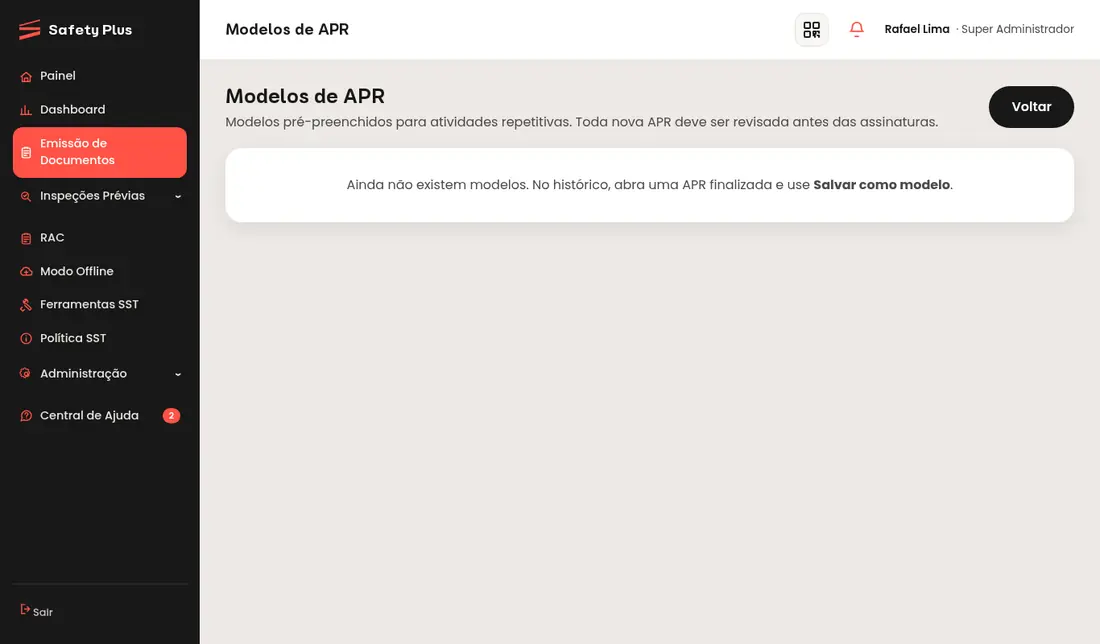 Safety Plus
Painel
Dashboard
Emissão de
Documentos
Inspeções Prévias
RAC
Modo Offline
Ferramentas SST
Política SST
Administração
Central de Ajuda
2
Sair
Modelos de APR
Rafael Lima · Super Administrador
Modelos de APR
Modelos pré-preenchidos para atividades repetitivas. Toda nova APR deve ser revisada antes das assinaturas.
Voltar
Ainda não existem modelos. No histórico, abra uma APR finalizada e use Salvar como modelo.